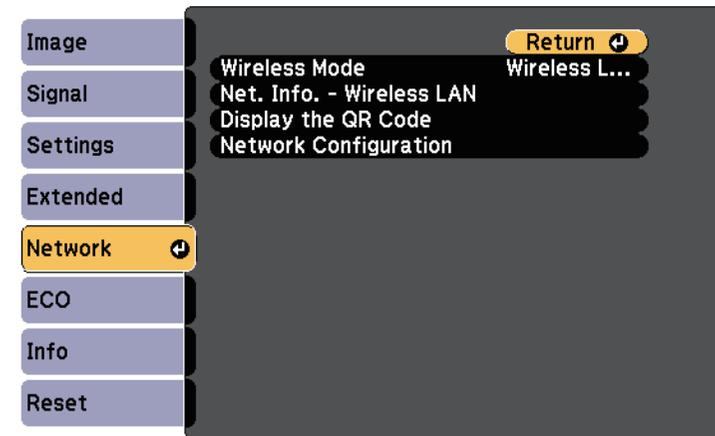 Image
Signal
Settings
Extended
Network
ECO
Info
Reset
Return
Wireless Mode Wireless L...
Net. Info. - Wireless LAN
Display the QR Code
Network Configuration